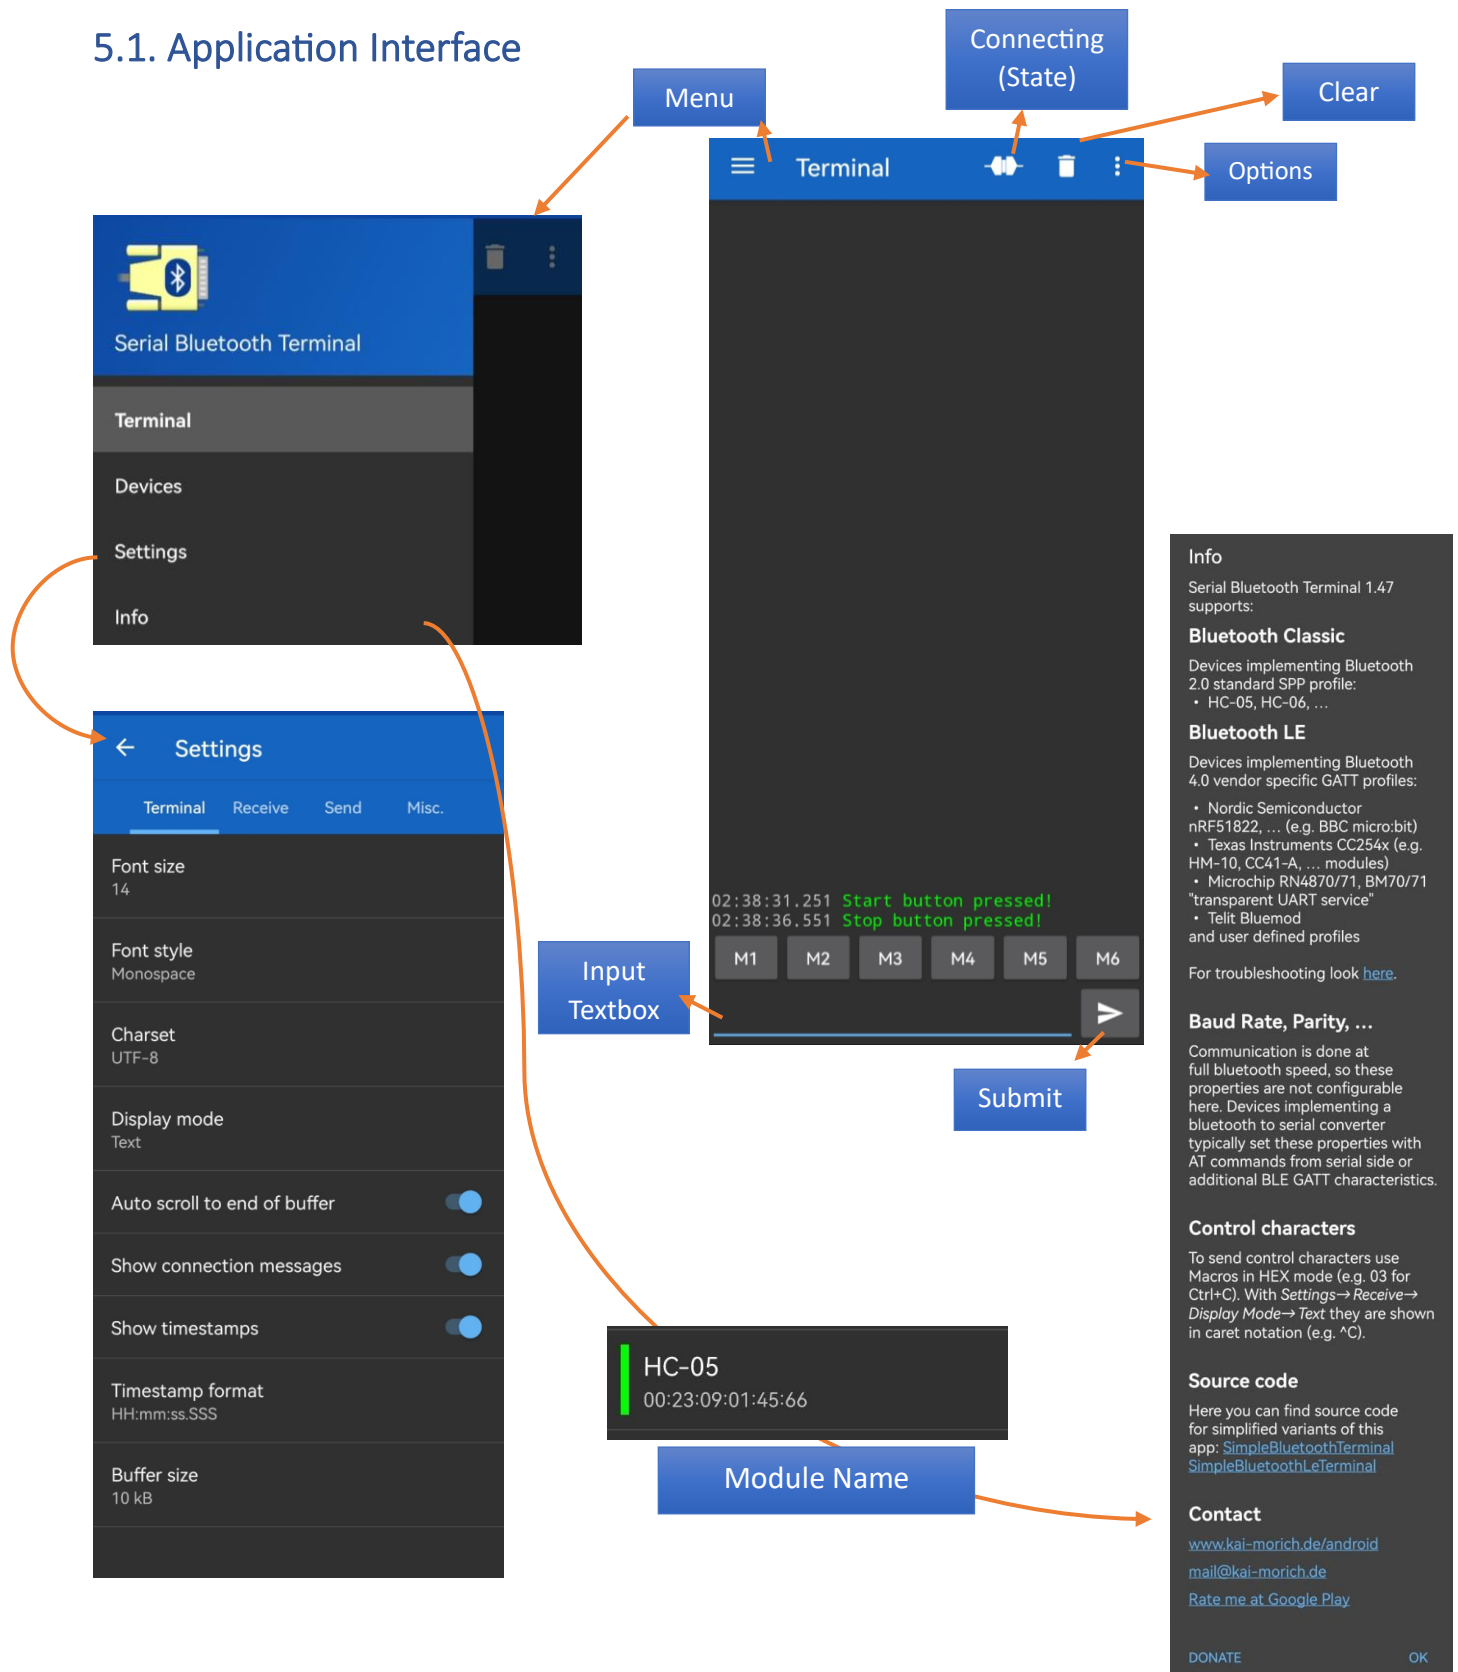 5.1. Application Interface
Connecting
(State)
Menu
Clear
Options
Terminal
Serial Bluetooth Terminal
Terminal
Devices
Settings
Info
Settings
Terminal Receive Send Misc.
Font size
14
Font style
Monospace
Charset
UTF-8
Display mode
Text
Auto scroll to end of buffer
Show connection messages
Show timestamps
Timestamp format
HH:mm:ss.SSS
Buffer size
10 kB
02:38:31.251 Start button pressed!
02:38:36.551 Stop button pressed!
M1 M2 M3 M4 M5 M6
Input
Textbox
Submit
HC-05
00:23:09:01:45:66
Module Name
Info
Serial Bluetooth Terminal 1.47
supports:
Bluetooth Classic
Devices implementing Bluetooth
2.0 standard SPP profile:
• HC-05, HC-06, ...
Bluetooth LE
Devices implementing Bluetooth
4.0 vendor specific GATT profiles:
• Nordic Semiconductor
nRF51822, ... (e.g. BBC micro:bit)
• Texas Instruments CC254x (e.g.
HM-10, CC41-A, ... modules)
• Microchip RN4870/71, BM70/71
"transparent UART service"
• Telit Bluemod
and user defined profiles
For troubleshooting look here.
Baud Rate, Parity, ...
Communication is done at
full bluetooth speed, so these
properties are not configurable
here. Devices implementing a
bluetooth to serial converter
typically set these properties with
AT commands from serial side or
additional BLE GATT characteristics.
Control characters
To send control characters use
Macros in HEX mode (e.g. 03 for
Ctrl+C). With Settings→Receive→
Display Mode→Text they are shown
in caret notation (e.g. ^C).
Source code
Here you can find source code
for simplified variants of this
app: SimpleBluetoothTerminal
SimpleBluetoothLeTerminal
Contact
www.kai-morich.de/android
mail@kai-morich.de
Rate me at Google Play
DONATE OK